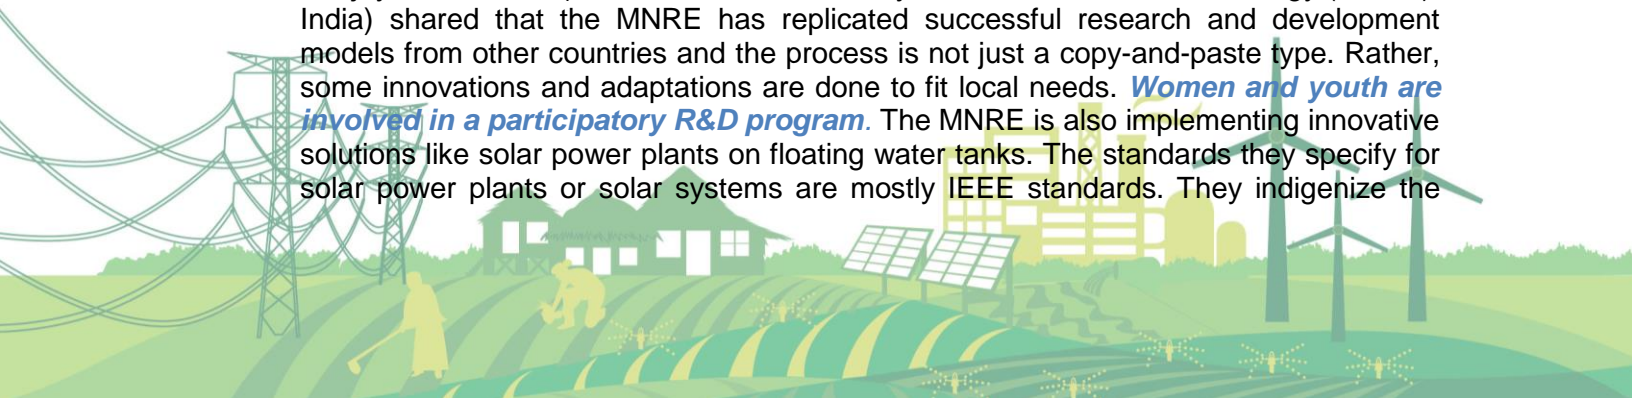 India) shared that the MNRE has replicated successful research and development
models from other countries and the process is not just a copy-and-paste type. Rather,
some innovations and adaptations are done to fit local needs. Women and youth are
involved in a participatory R&D program. The MNRE is also implementing innovative
solutions like solar power plants on floating water tanks. The standards they specify for
solar power plants or solar systems are mostly IEEE standards. They indigenize the